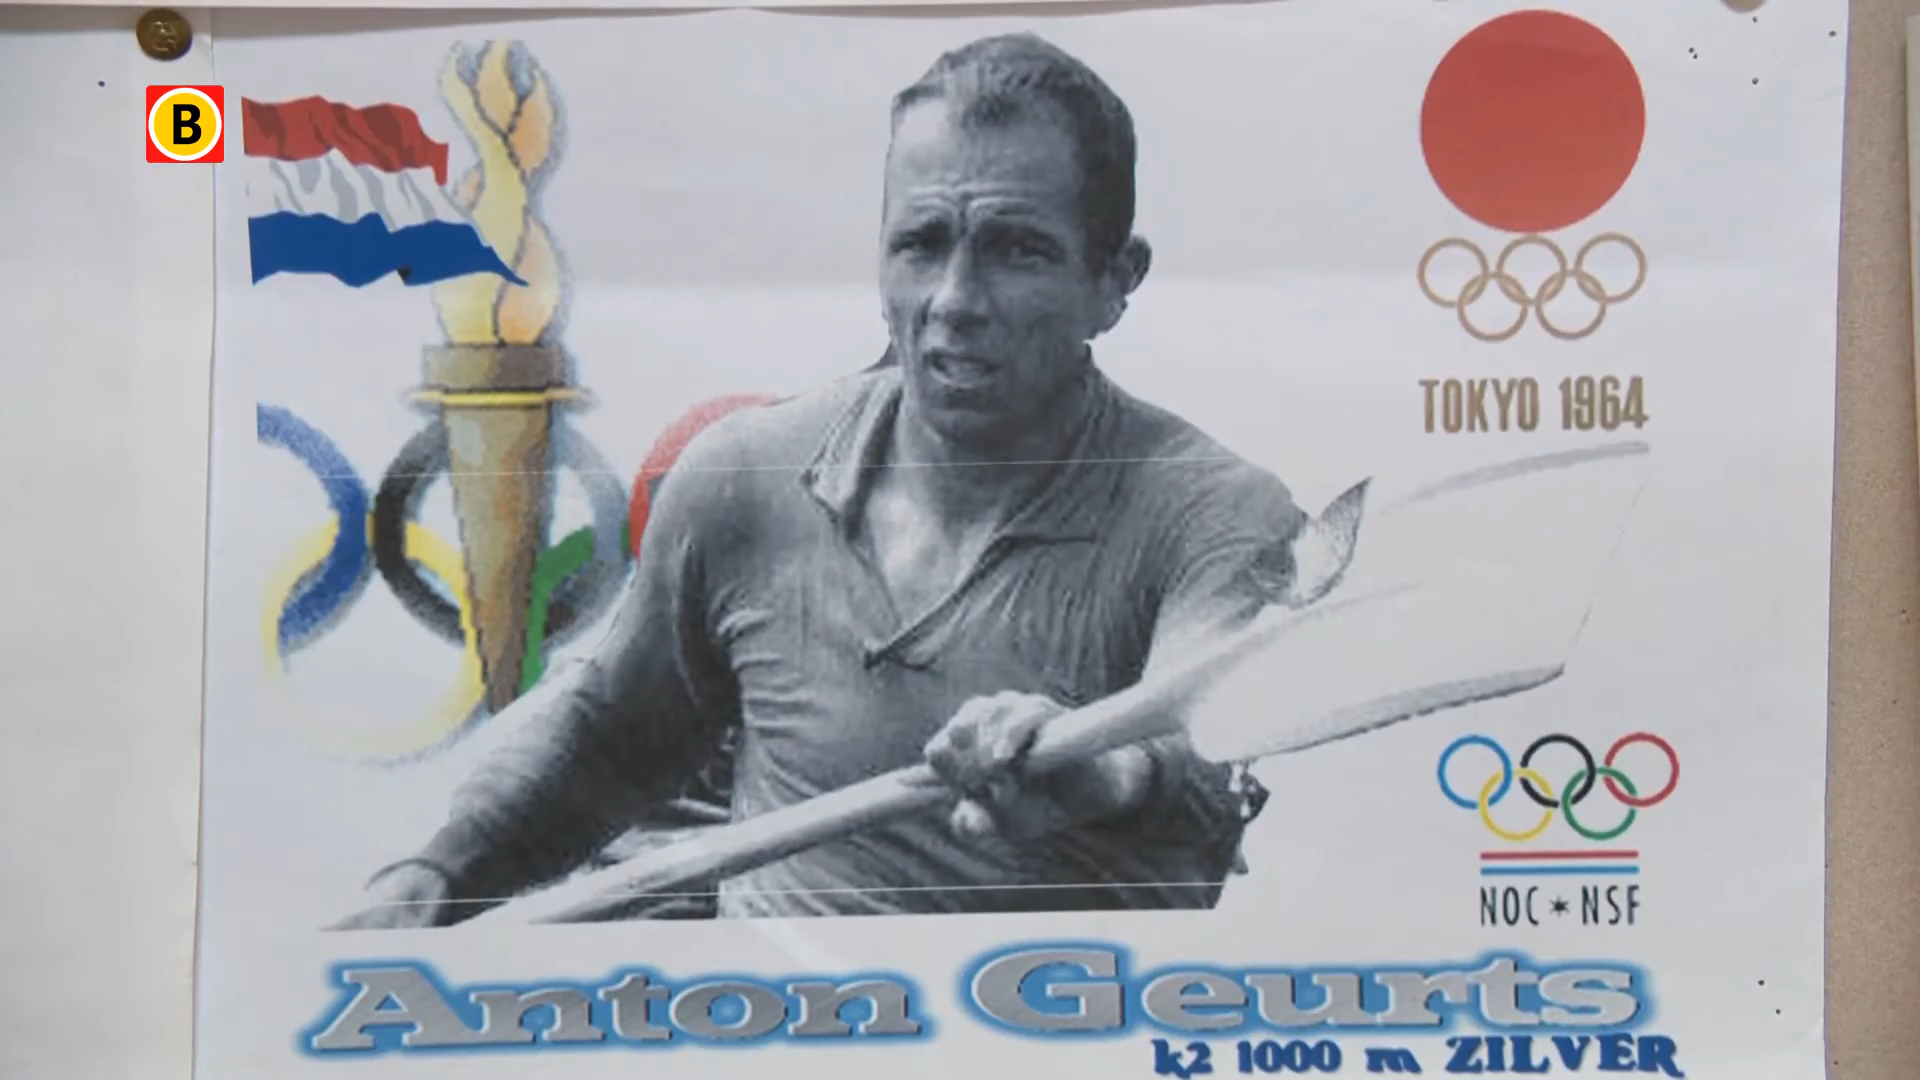 B
TOKYO 1964
NOC*NSF
Anton Geurts
k2 1000 m ZILVER